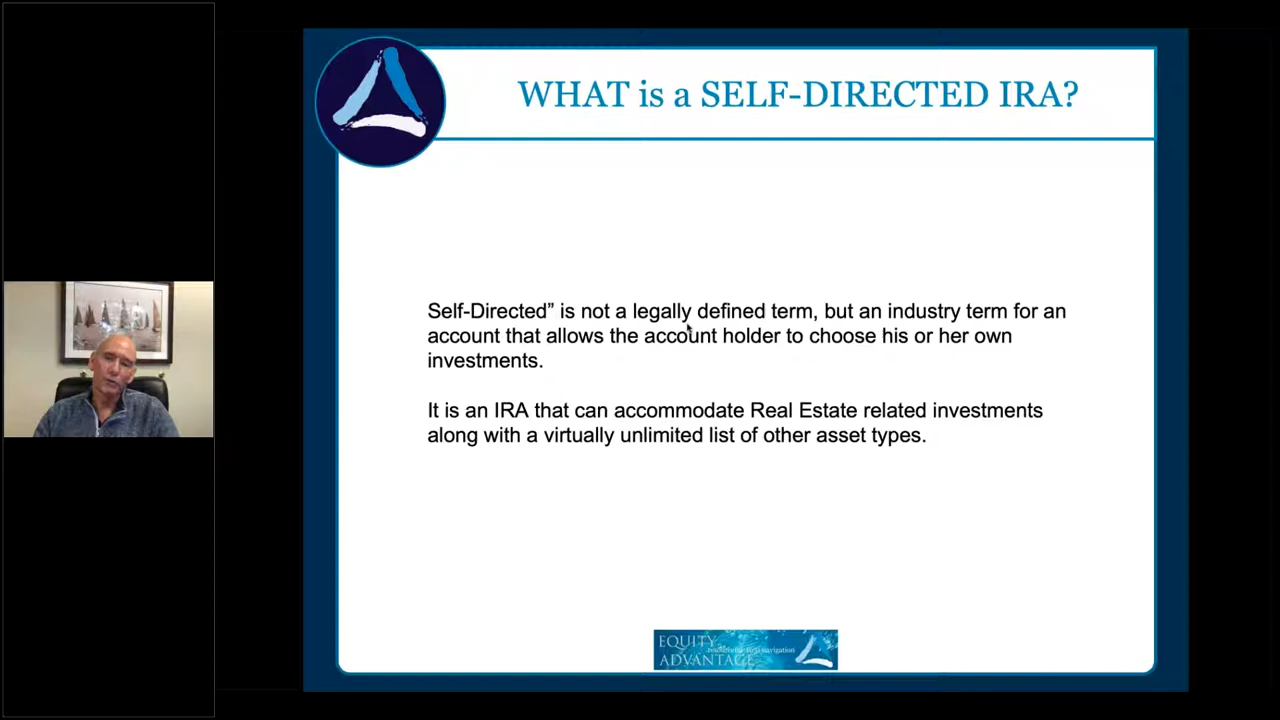 WHAT is a SELF-DIRECTED IRA?
Self-Directed” is not a legally defined term, but an industry term for an
account that allows the account holder to choose his or her own
investments.
It is an IRA that can accommodate Real Estate related investments
along with a virtually unlimited list of other asset types.
EQUITY
navigation
ADVANTAGE